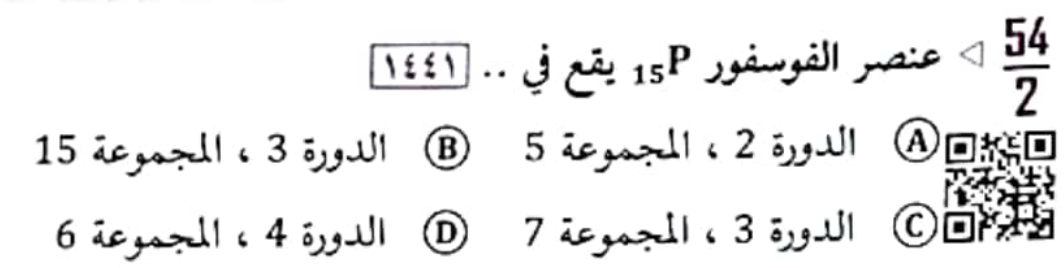 54/2 ◁ عنصر الفوسفور ₁₅P يقع في .. ١٤٤١
Ⓐ الدورة 2 ، المجموعة 5 Ⓑ الدورة 3 ، المجموعة 15
Ⓒ الدورة 3 ، المجموعة 7 Ⓓ الدورة 4 ، المجموعة 6